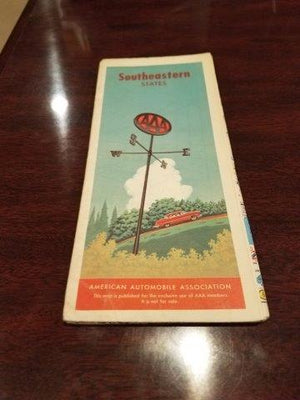 Southeastern
STATES
AAA
W E
AMERICAN AUTOMOBILE ASSOCIATION
This map is published for the exclusive use of AAA members
It is not for sale.